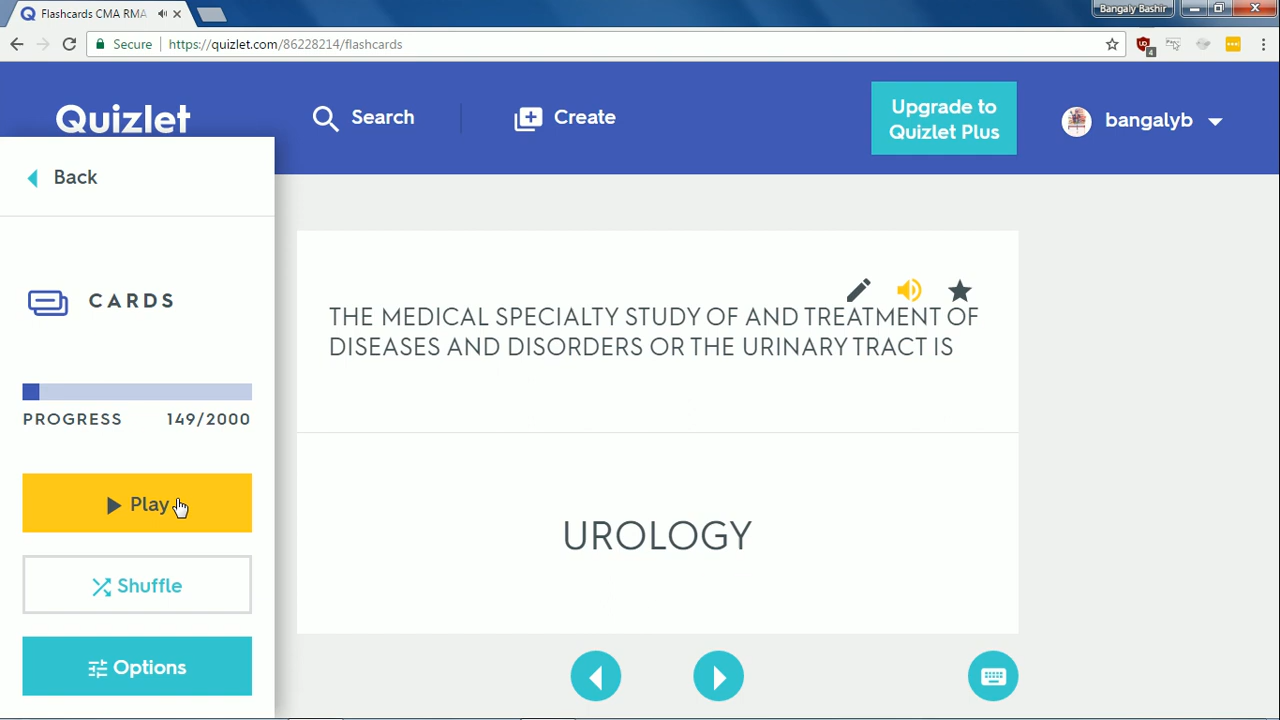 Flashcards CMA RMA
Bangaly Bashir
Secure
https://quizlet.com/86228214/flashcards
4
Quizlet
Search
Create
Upgrade to
Quizlet Plus
bangalyb
Back
CARDS
PROGRESS 149/2000
Play
Shuffle
Options
THE MEDICAL SPECIALTY STUDY OF AND TREATMENT OF
DISEASES AND DISORDERS OR THE URINARY TRACT IS
UROLOGY